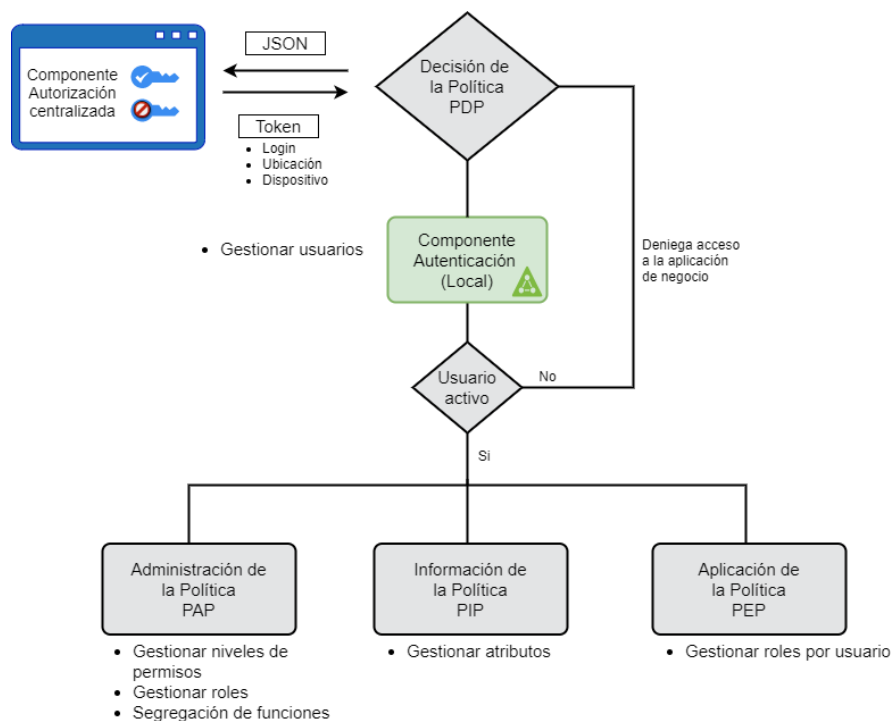 JSON
Componente
Autorización
centralizada
Token
• Login
• Ubicación
• Dispositivo
Decisión de
la Política
PDP
• Gestionar usuarios
Componente
Autenticación
(Local)
Deniega acceso
a la aplicación
de negocio
Usuario
activo
No
Si
Administración de
la Política
PAP
• Gestionar niveles de
permisos
• Gestionar roles
• Segregación de funciones
Información de
la Política
PIP
• Gestionar atributos
Aplicación de
la Política
PEP
• Gestionar roles por usuario